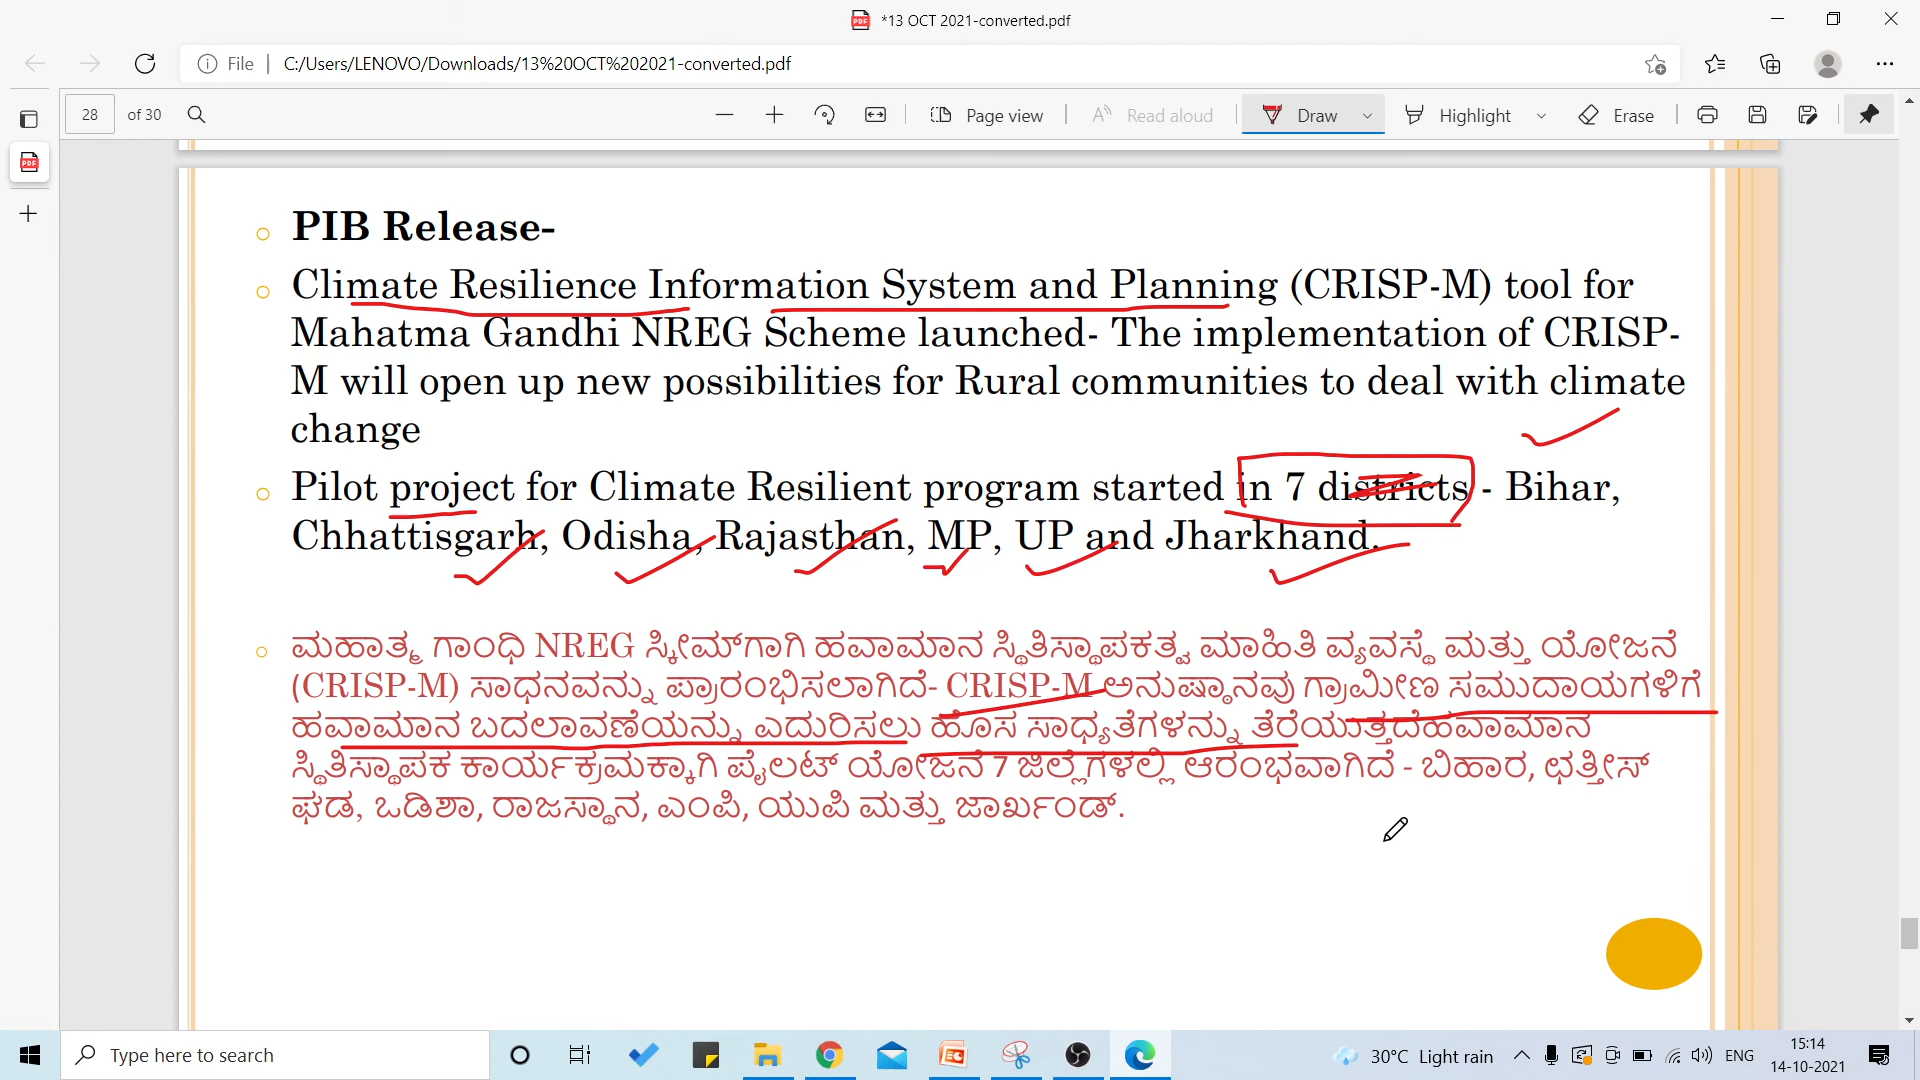 *13 OCT 2021-converted.pdf
File | C:/Users/LENOVO/Downloads/13%20OCT%202021-converted.pdf
28 of 30 Page view Read aloud Draw Highlight Erase
PIB Release-
Climate Resilience Information System and Planning (CRISP-M) tool for
Mahatma Gandhi NREG Scheme launched- The implementation of CRISP-
M will open up new possibilities for Rural communities to deal with climate
change
Pilot project for Climate Resilient program started in 7 districts - Bihar,
Chhattisgarh, Odisha, Rajasthan, MP, UP and Jharkhand.
ಮಹಾತ್ಮ ಗಾಂಧಿ NREG ಸ್ಕೀಮ್‌ಗಾಗಿ ಹವಾಮಾನ ಸ್ಥಿತಿಸ್ಥಾಪಕತ್ವ ಮಾಹಿತಿ ವ್ಯವಸ್ಥೆ ಮತ್ತು ಯೋಜನೆ
(CRISP-M) ಸಾಧನವನ್ನು ಪ್ರಾರಂಭಿಸಲಾಗಿದೆ- CRISP-M ಅನುಷ್ಠಾನವು ಗ್ರಾಮೀಣ ಸಮುದಾಯಗಳಿಗೆ
ಹವಾಮಾನ ಬದಲಾವಣೆಯನ್ನು ಎದುರಿಸಲು ಹೊಸ ಸಾಧ್ಯತೆಗಳನ್ನು ತೆರೆಯುತ್ತದೆಹವಾಮಾನ
ಸ್ಥಿತಿಸ್ಥಾಪಕ ಕಾರ್ಯಕ್ರಮಕ್ಕಾಗಿ ಪೈಲಟ್ ಯೋಜನೆ 7 ಜಿಲ್ಲೆಗಳಲ್ಲಿ ಆರಂಭವಾಗಿದೆ - ಬಿಹಾರ, ಛತ್ತೀಸ್
ಘಡ, ಒಡಿಶಾ, ರಾಜಸ್ಥಾನ, ಎಂಪಿ, ಯುಪಿ ಮತ್ತು ಜಾರ್ಖಂಡ್.
Type here to search 30°C Light rain ENG 15:14
14-10-2021